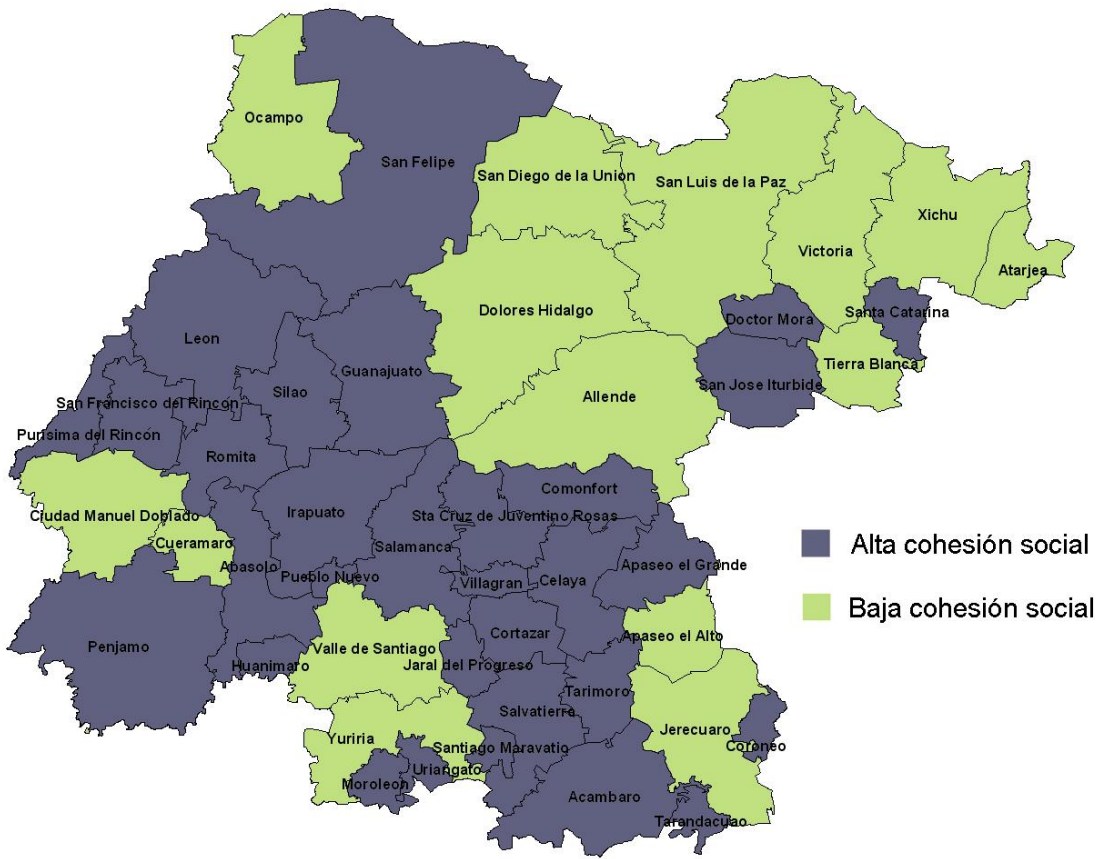 Ocampo
San Felipe
San Diego de la Unión
San Luis de la Paz
Xichu
Victoria
Atarjea
Dolores Hidalgo
Doctor Mora
Santa Catarina
Leon
Guanajuato
Tierra Blanca
San Jose Iturbide
Silao
Allende
San Francisco del Rincón
Purísima del Rincón
Romita
Comonfort
Ciudad Manuel Doblado
Irapuato
Sta Cruz de Juventino Rosas
Cueramaro
Salamanca
Alta cohesión social
Abasolo
Pueblo Nuevo
Villagran
Celaya
Apaseo el Grande
Baja cohesión social
Penjamo
Cortazar
Apaseo el Alto
Valle de Santiago
Huanimaro
Jaral del Progreso
Tarimoro
Salvatierra
Jerecuaro
Yuriria
Santiago Maravatio
Coroneo
Uriangato
Moroleon
Acambaro
Tarandacuao